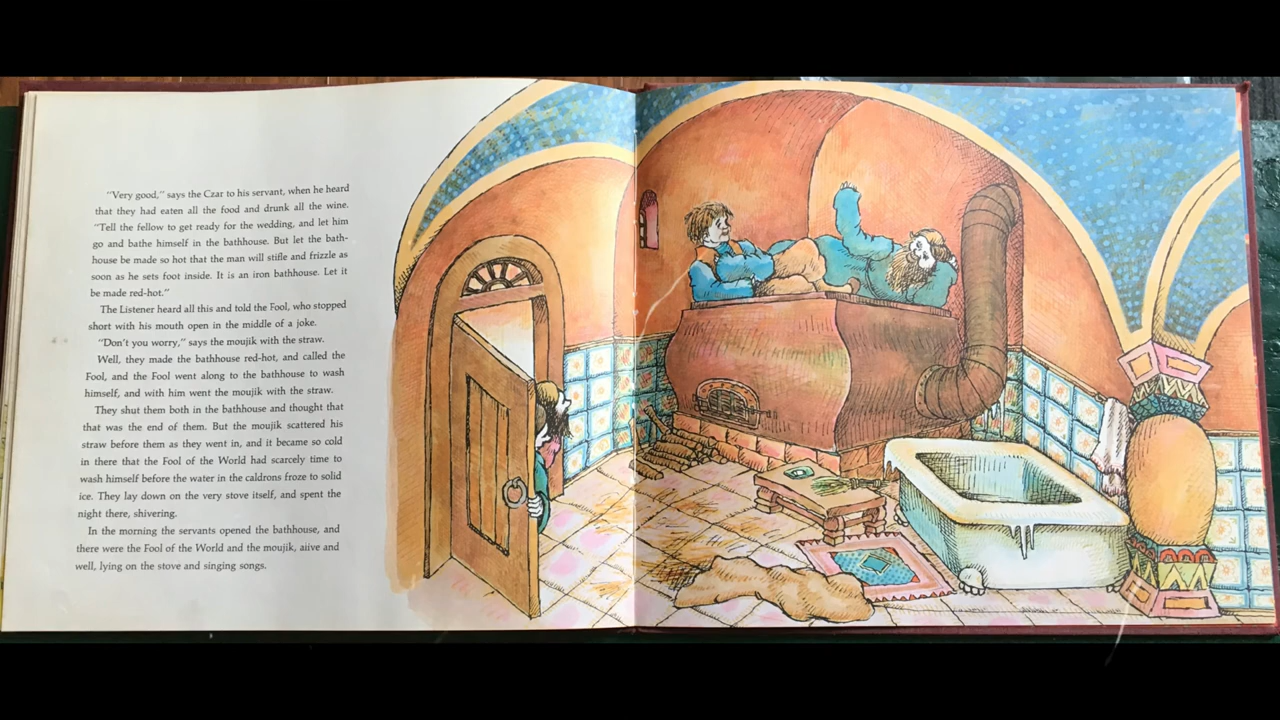 "Very good," says the Czar to his servant, when he heard
that they had eaten all the food and drunk all the wine.
"Tell the fellow to get ready for the wedding, and let him
go and bathe himself in the bathhouse. But let the bath-
house be made so hot that the man will stifle and frizzle as
soon as he sets foot inside. It is an iron bathhouse. Let it
be made red-hot."
The Listener heard all this and told the Fool, who stopped
short with his mouth open in the middle of a joke.
"Don't you worry," says the moujik with the straw.
Well, they made the bathhouse red-hot, and called the
Fool, and the Fool went along to the bathhouse to wash
himself, and with him went the moujik with the straw.
They shut them both in the bathhouse and thought that
that was the end of them. But the moujik scattered his
straw before them as they went in, and it became so cold
in there that the Fool of the World had scarcely time to
wash himself before the water in the caldrons froze to solid
ice. They lay down on the very stove itself, and spent the
night there, shivering.
In the morning the servants opened the bathhouse, and
there were the Fool of the World and the moujik, alive and
well, lying on the stove and singing songs.